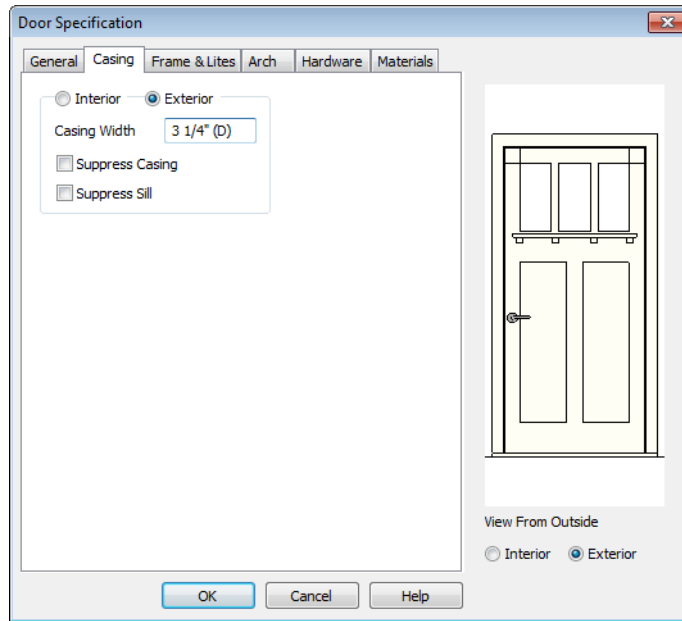 Door Specification
General Casing Frame & Lites Arch Hardware Materials
Interior Exterior
Casing Width 3 1/4" (D)
Suppress Casing
Suppress Sill
View From Outside
Interior Exterior
OK Cancel Help